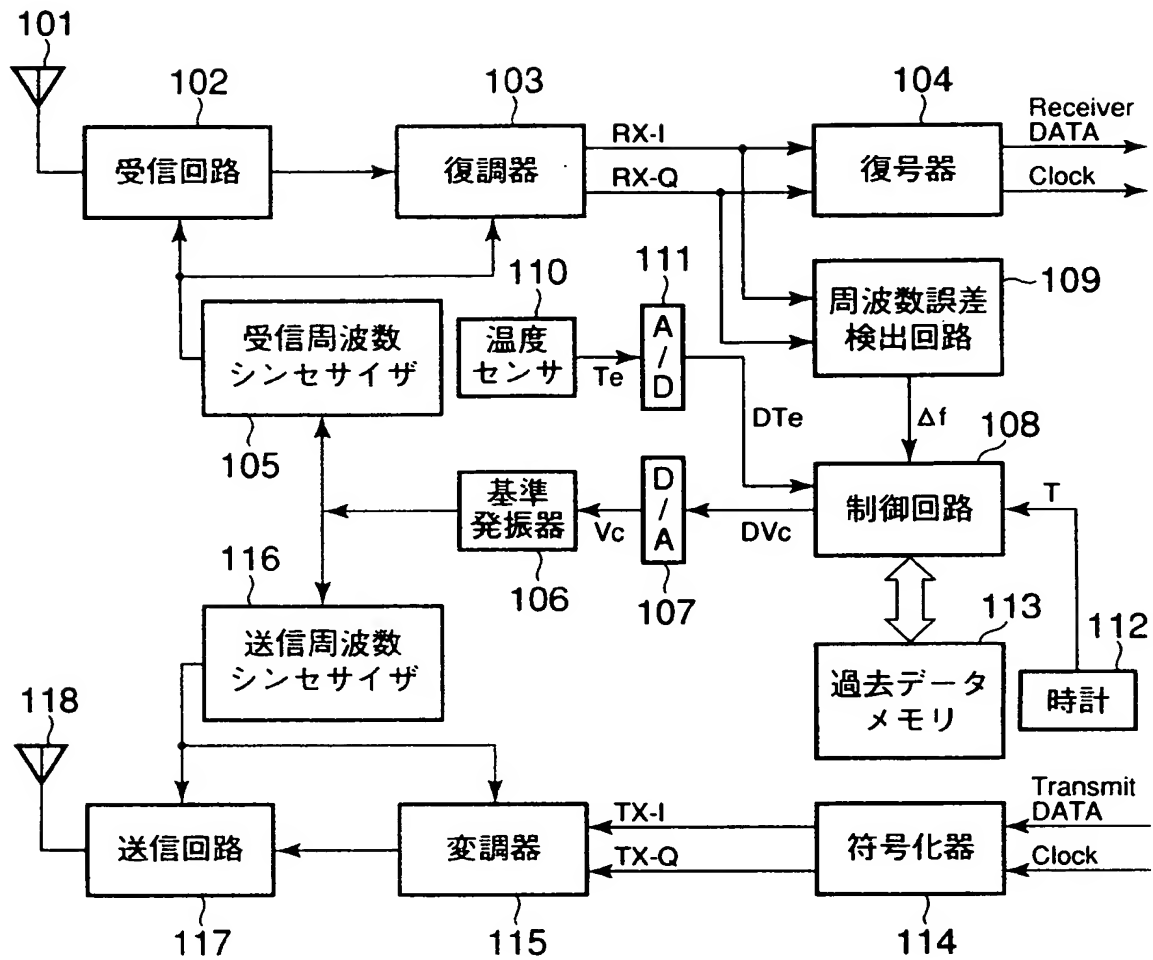 101
102
103
104
受信回路
復調器
RX-I
RX-Q
復号器
Receiver
DATA
Clock
110
111
109
受信周波数
シンセサイザ
105
温度
センサ
Te
A/D
DTe
周波数誤差
検出回路
Δf
108
基準
発振器
106
Vc
D/A
107
DVc
制御回路
T
116
送信周波数
シンセサイザ
113
過去データ
メモリ
112
時計
118
送信回路
117
変調器
115
TX-I
TX-Q
符号化器
114
Transmit
DATA
Clock